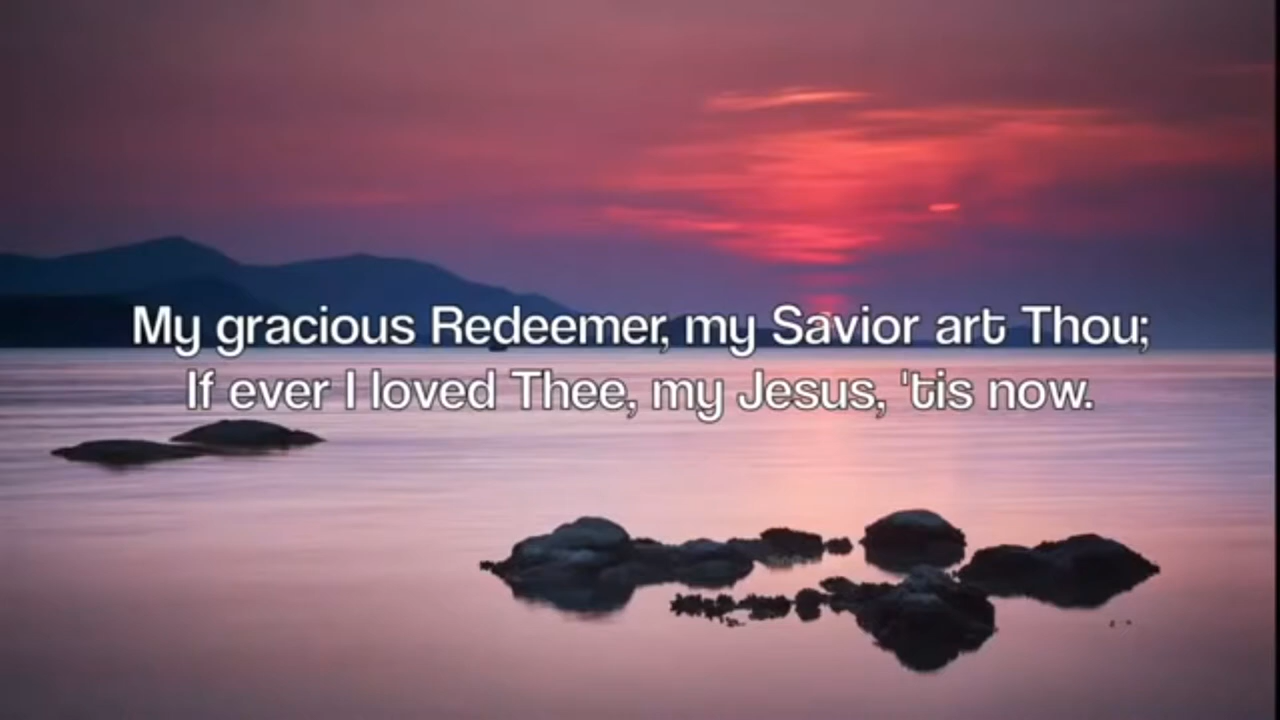 My gracious Redeemer, my Savior art Thou;
If ever I loved Thee, my Jesus, 'tis now.